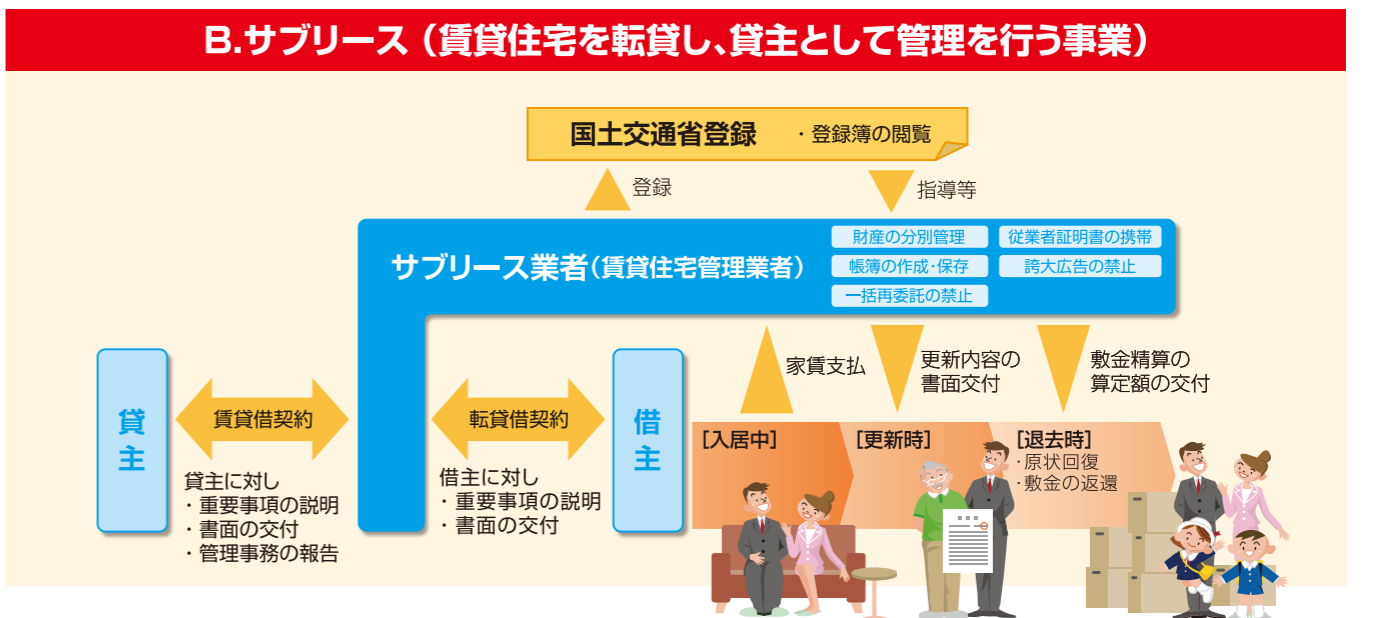 B.サブリース（賃貸住宅を転貸し、貸主として管理を行う事業）
国土交通省登録 ・登録簿の閲覧
登録
指導等
サブリース業者（賃貸住宅管理業者）
財産の分別管理
従業者証明書の携帯
帳簿の作成・保存
誇大広告の禁止
一括再委託の禁止
貸主
賃貸借契約
貸主に対し
・重要事項の説明
・書面の交付
・管理事務の報告
転貸借契約
借主に対し
・重要事項の説明
・書面の交付
借主
家賃支払
更新内容の
書面交付
敷金精算の
算定額の交付
［入居中］
［更新時］
［退去時］
・原状回復
・敷金の返還